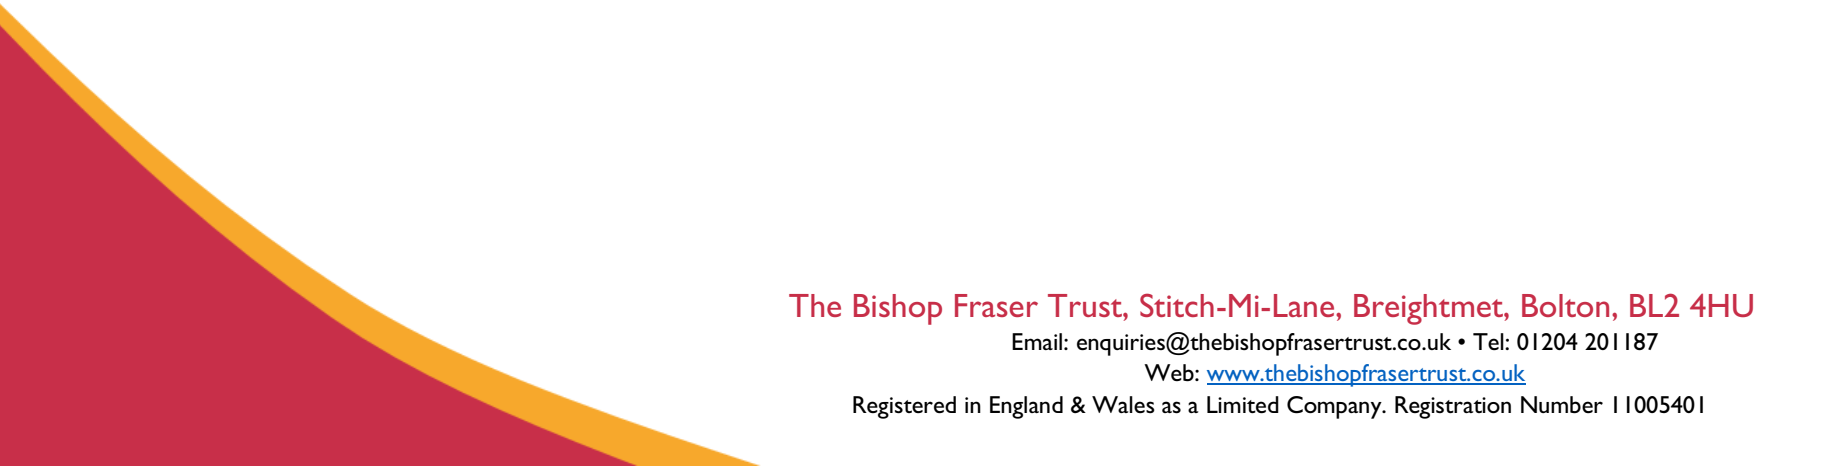 The Bishop Fraser Trust, Stitch-Mi-Lane, Breightmet, Bolton, BL2 4HU
Email: enquiries@thebishopfrasertrust.co.uk • Tel: 01204 201187
Web: www.thebishopfrasertrust.co.uk
Registered in England & Wales as a Limited Company. Registration Number 11005401